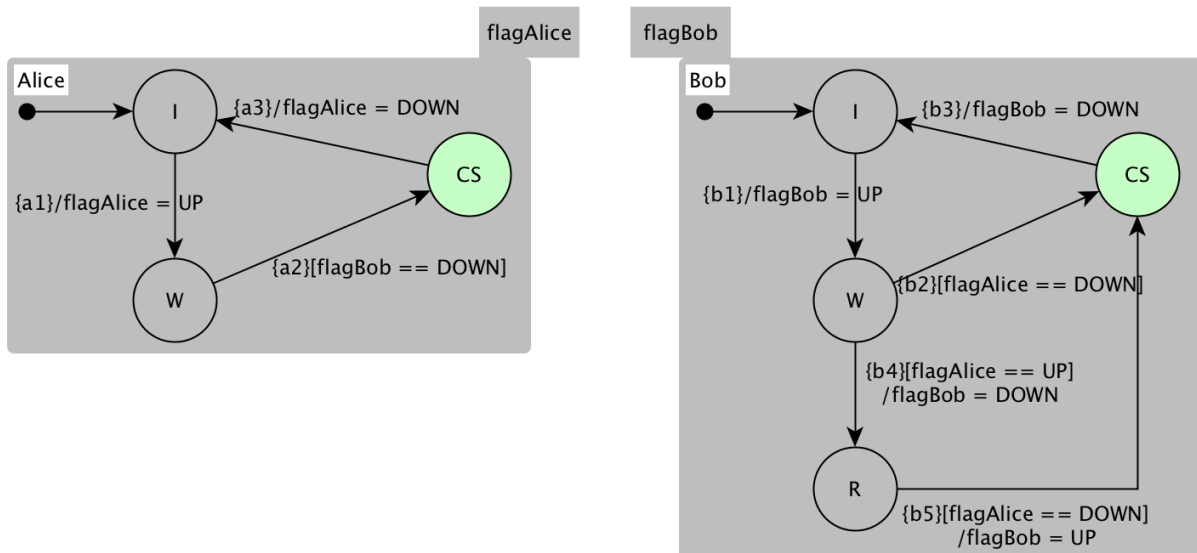 flagAlice
Alice
I
{a3}/flagAlice = DOWN
CS
{a1}/flagAlice = UP
{a2}[flagBob == DOWN]
W
flagBob
Bob
I
{b3}/flagBob = DOWN
CS
{b1}/flagBob = UP
{b2}[flagAlice == DOWN]
W
{b4}[flagAlice == UP]
/flagBob = DOWN
R
{b5}[flagAlice == DOWN]
/flagBob = UP